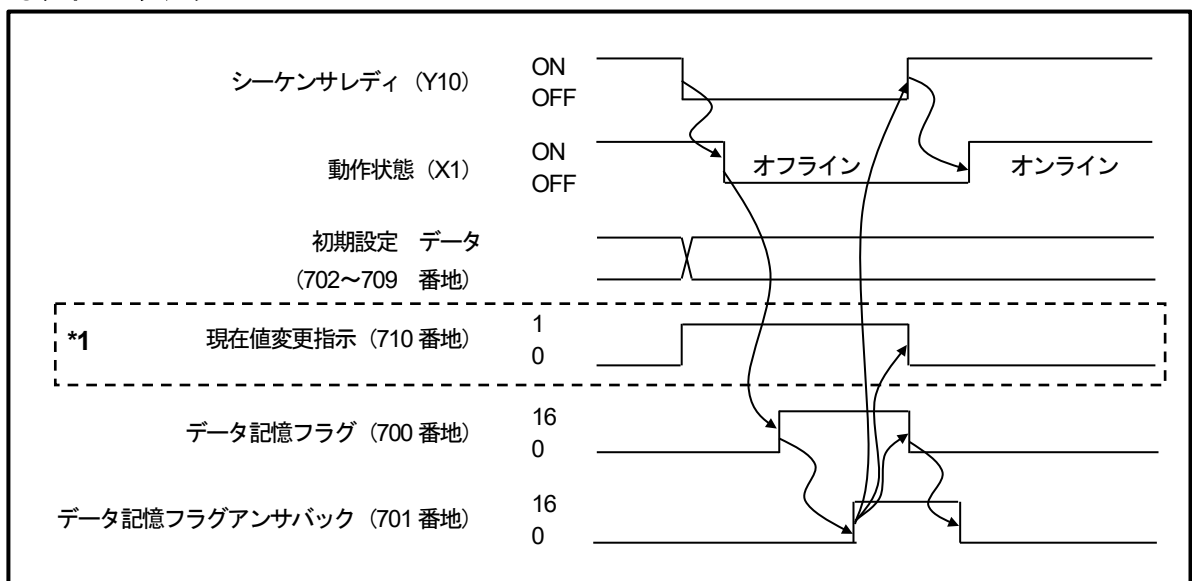 シーケンサレディ（Y10）
ON
OFF
動作状態（X1）
ON
OFF
オフライン
オンライン
初期設定　データ
（702～709　番地）
*1
現在値変更指示（710 番地）
1
0
データ記憶フラグ（700 番地）
16
0
データ記憶フラグアンサバック（701 番地）
16
0